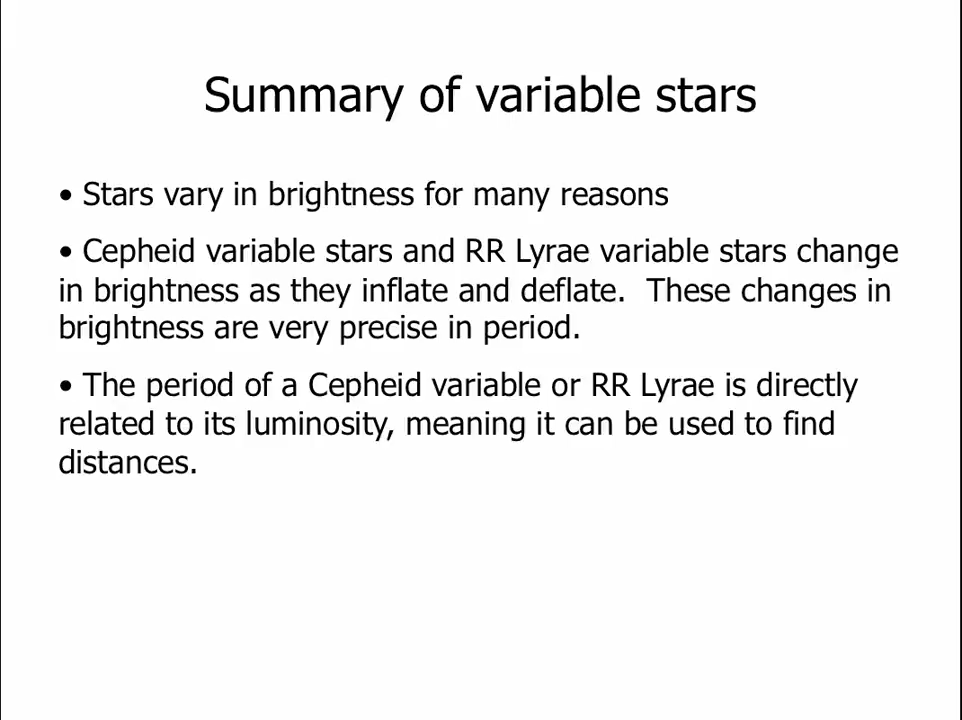 Summary of variable stars
• Stars vary in brightness for many reasons
• Cepheid variable stars and RR Lyrae variable stars change
in brightness as they inflate and deflate.  These changes in
brightness are very precise in period.
• The period of a Cepheid variable or RR Lyrae is directly
related to its luminosity, meaning it can be used to find
distances.